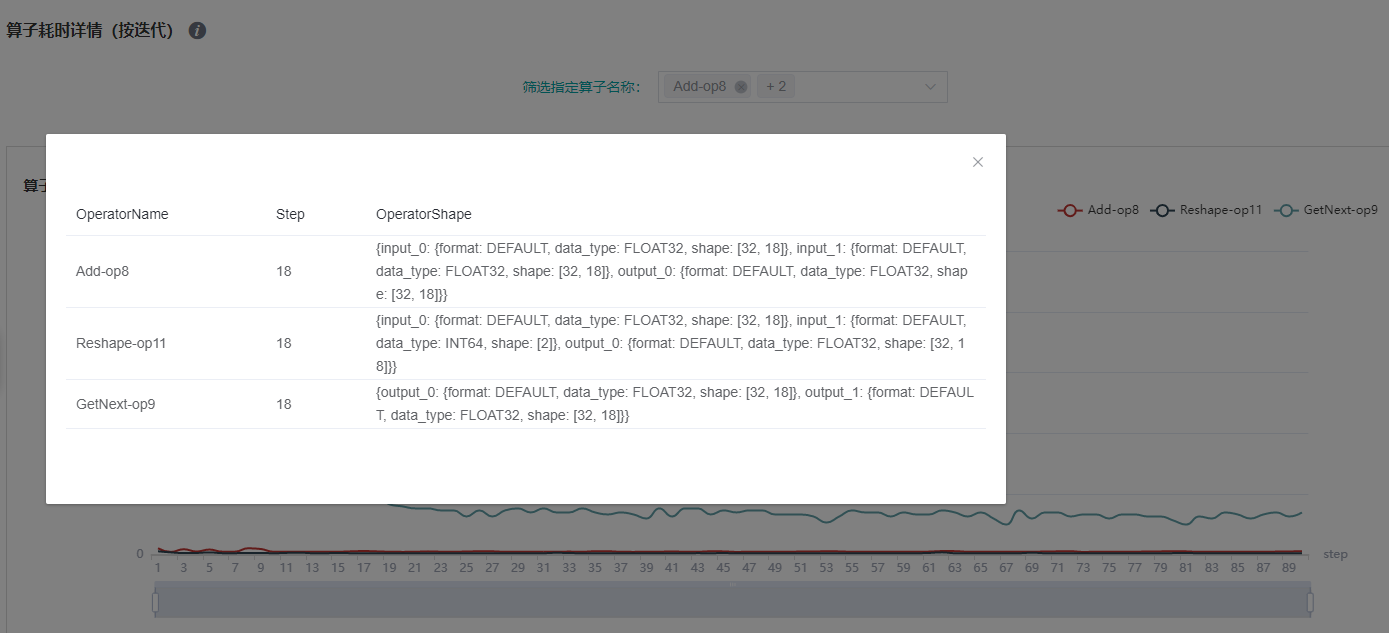 算子耗时详情（按迭代） i
筛选指定算子名称： Add-op8 + 2
算子
Add-op8 Reshape-op11 GetNext-op9
OperatorName Step OperatorShape
Add-op8 18 {input_0: {format: DEFAULT, data_type: FLOAT32, shape: [32, 18]}, input_1: {format: DEFAULT,
data_type: FLOAT32, shape: [32, 18]}, output_0: {format: DEFAULT, data_type: FLOAT32, shap
e: [32, 18]}}
Reshape-op11 18 {input_0: {format: DEFAULT, data_type: FLOAT32, shape: [32, 18]}, input_1: {format: DEFAULT,
data_type: INT64, shape: [2]}, output_0: {format: DEFAULT, data_type: FLOAT32, shape: [32, 1
8]}}
GetNext-op9 18 {output_0: {format: DEFAULT, data_type: FLOAT32, shape: [32, 18]}, output_1: {format: DEFAUL
T, data_type: FLOAT32, shape: [32, 18]}}
0 step
1 3 5 7 9 11 13 15 17 19 21 23 25 27 29 31 33 35 37 39 41 43 45 47 49 51 53 55 57 59 61 63 65 67 69 71 73 75 77 79 81 83 85 87 89